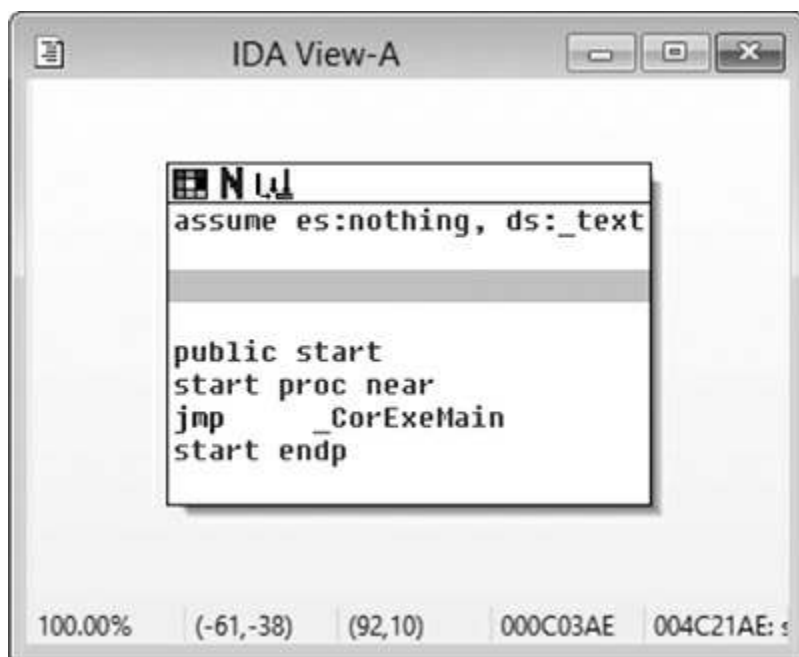 IDA View-A
assume es:nothing, ds:_text
public start
start proc near
jmp _CorExeMain
start endp
100.00% (-61,-38) (92,10) 000C03AE 004C21AE: s